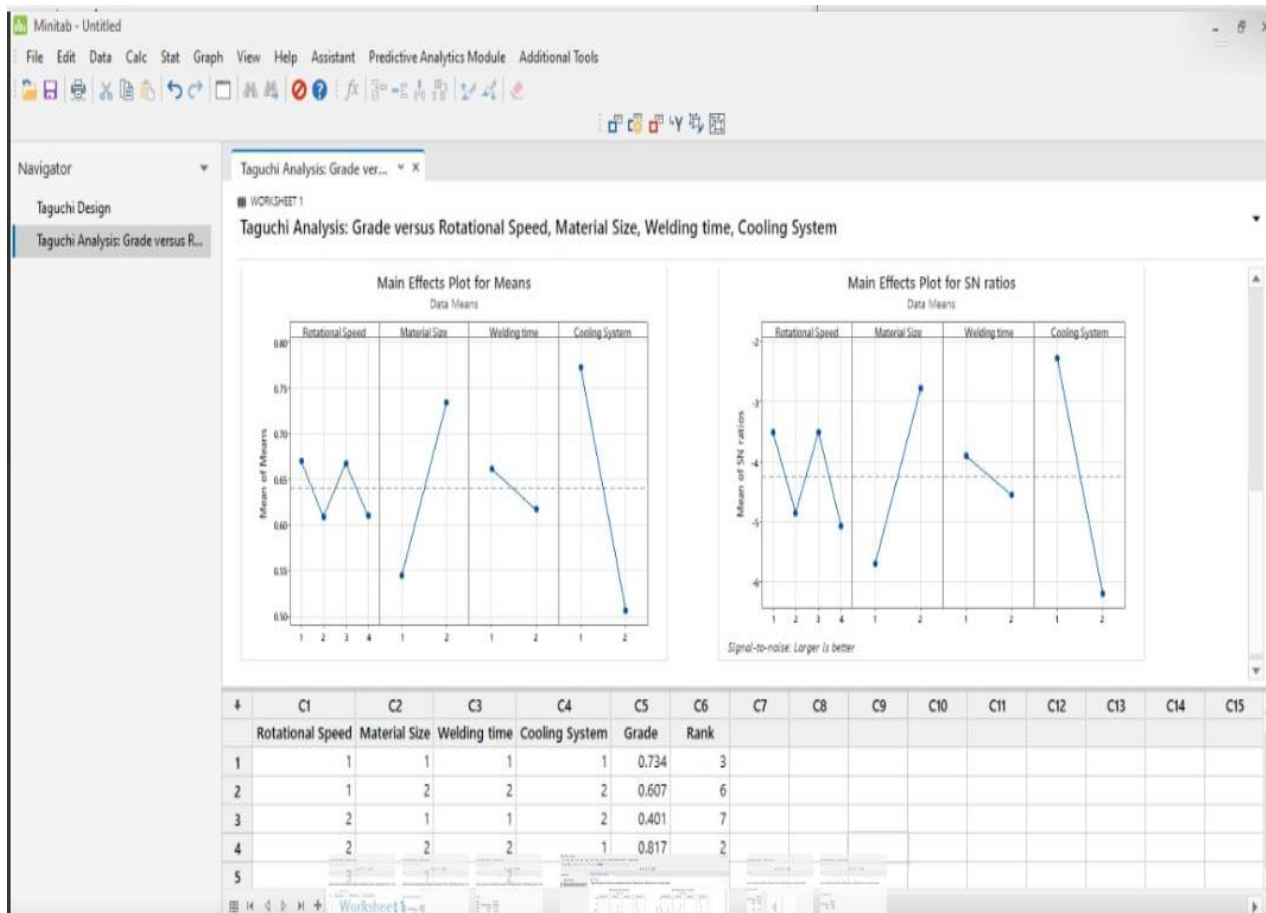 Minitab - Untitled
File Edit Data Calc Stat Graph View Help Assistant Predictive Analytics Module Additional Tools
Navigator
Taguchi Design
Taguchi Analysis: Grade versus R...
Taguchi Analysis: Grade ver...
WORKSHEET 1
Taguchi Analysis: Grade versus Rotational Speed, Material Size, Welding time, Cooling System
Main Effects Plot for Means
Data Means
Rotational Speed Material Size Welding time Cooling System
0.80
0.75
0.70
0.65
0.60
0.55
0.50
Mean of Means
1 2 3 4 1 2 1 2 1 2
Main Effects Plot for SN ratios
Data Means
Rotational Speed Material Size Welding time Cooling System
-2
-3
-4
-5
-6
Mean of SN ratios
1 2 3 4 1 2 1 2 1 2
Signal-to-noise: Larger is better
C1 C2 C3 C4 C5 C6 C7 C8 C9 C10 C11 C12 C13 C14 C15
Rotational Speed Material Size Welding time Cooling System Grade Rank
1 1 1 1 1 0.734 3
2 1 2 2 2 0.607 6
3 2 1 1 2 0.401 7
4 2 2 2 1 0.817 2
5 3 1 2
Worksheet 1